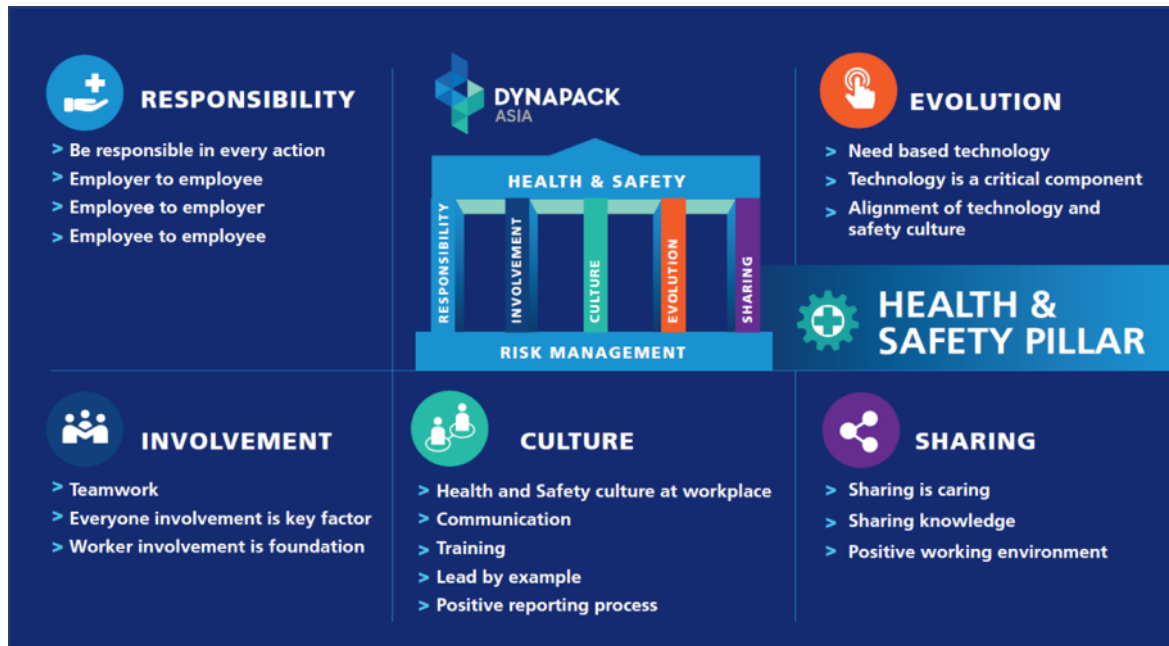 RESPONSIBILITY
> Be responsible in every action
> Employer to employee
> Employee to employer
> Employee to employee
DYNAPACK
ASIA
HEALTH & SAFETY
RESPONSIBILITY
INVOLVEMENT
CULTURE
EVOLUTION
SHARING
RISK MANAGEMENT
EVOLUTION
> Need based technology
> Technology is a critical component
> Alignment of technology and
safety culture
HEALTH &
SAFETY PILLAR
INVOLVEMENT
> Teamwork
> Everyone involvement is key factor
> Worker involvement is foundation
CULTURE
> Health and Safety culture at workplace
> Communication
> Training
> Lead by example
> Positive reporting process
SHARING
> Sharing is caring
> Sharing knowledge
> Positive working environment